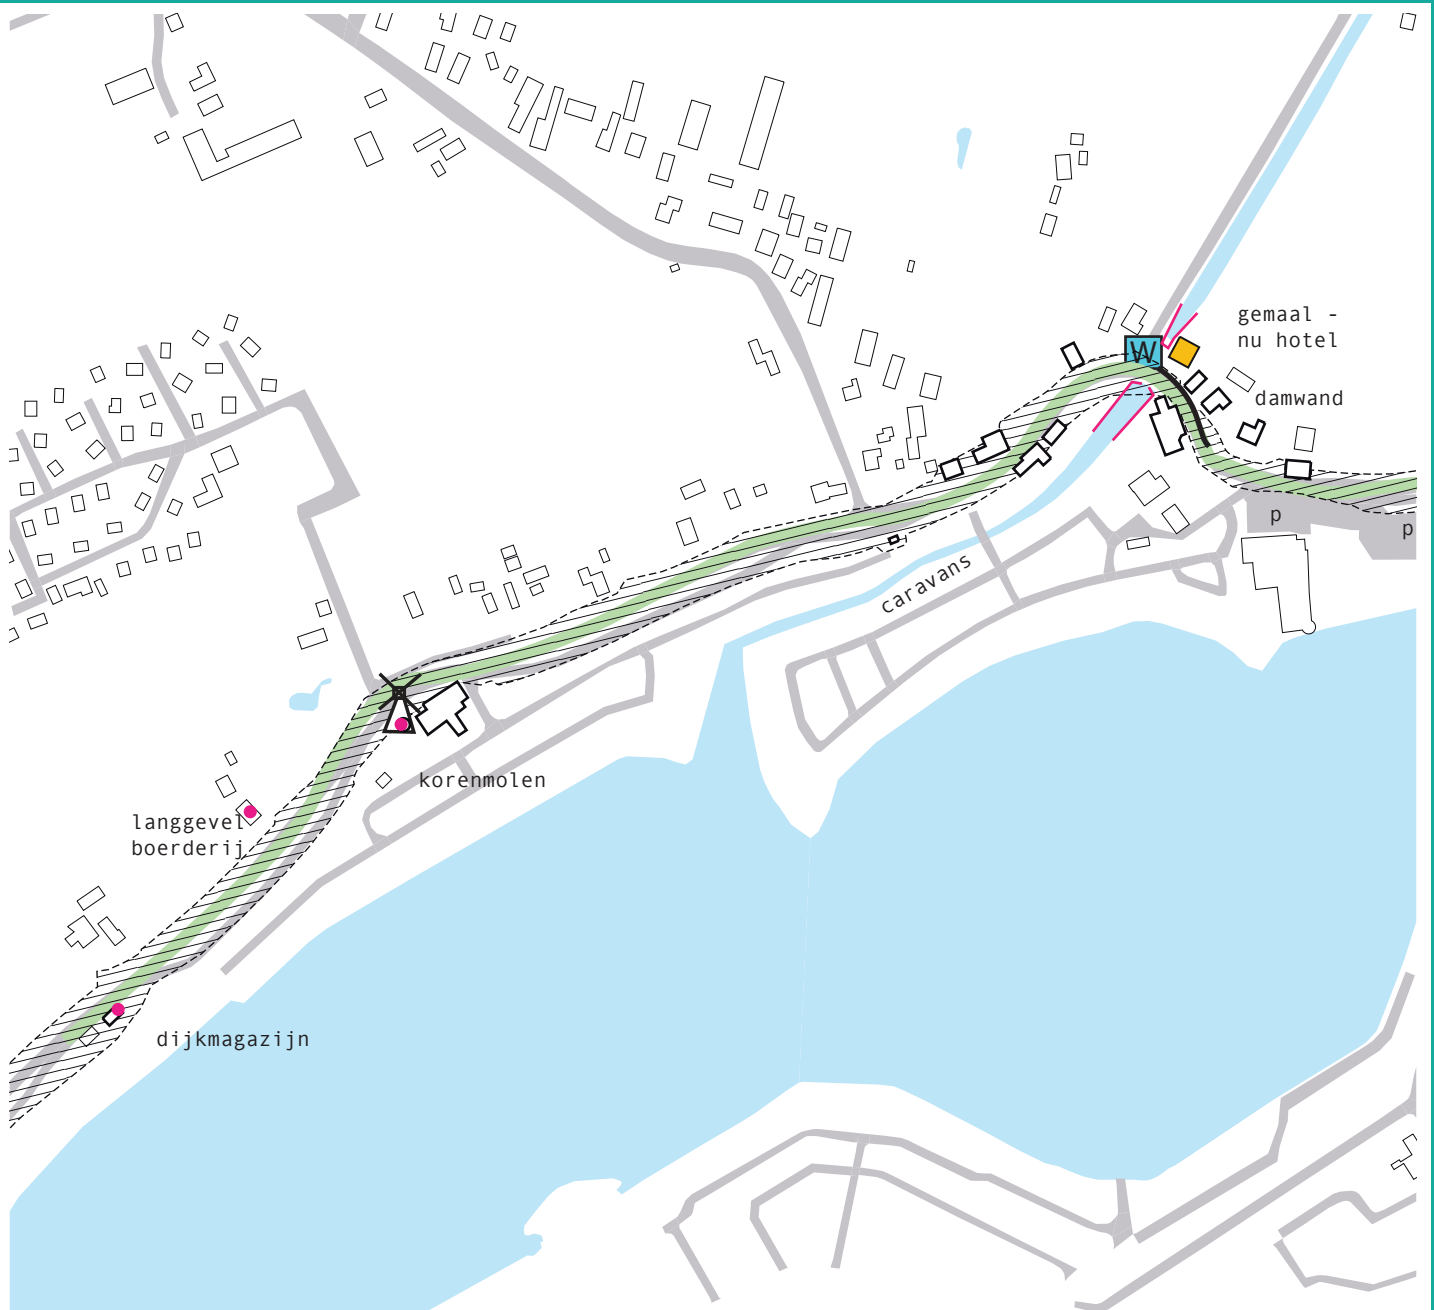 gemaal -
nu hotel
W
damwand
p
p
caravans
korenmolen
langgevel
boerderij
dijkmagazijn